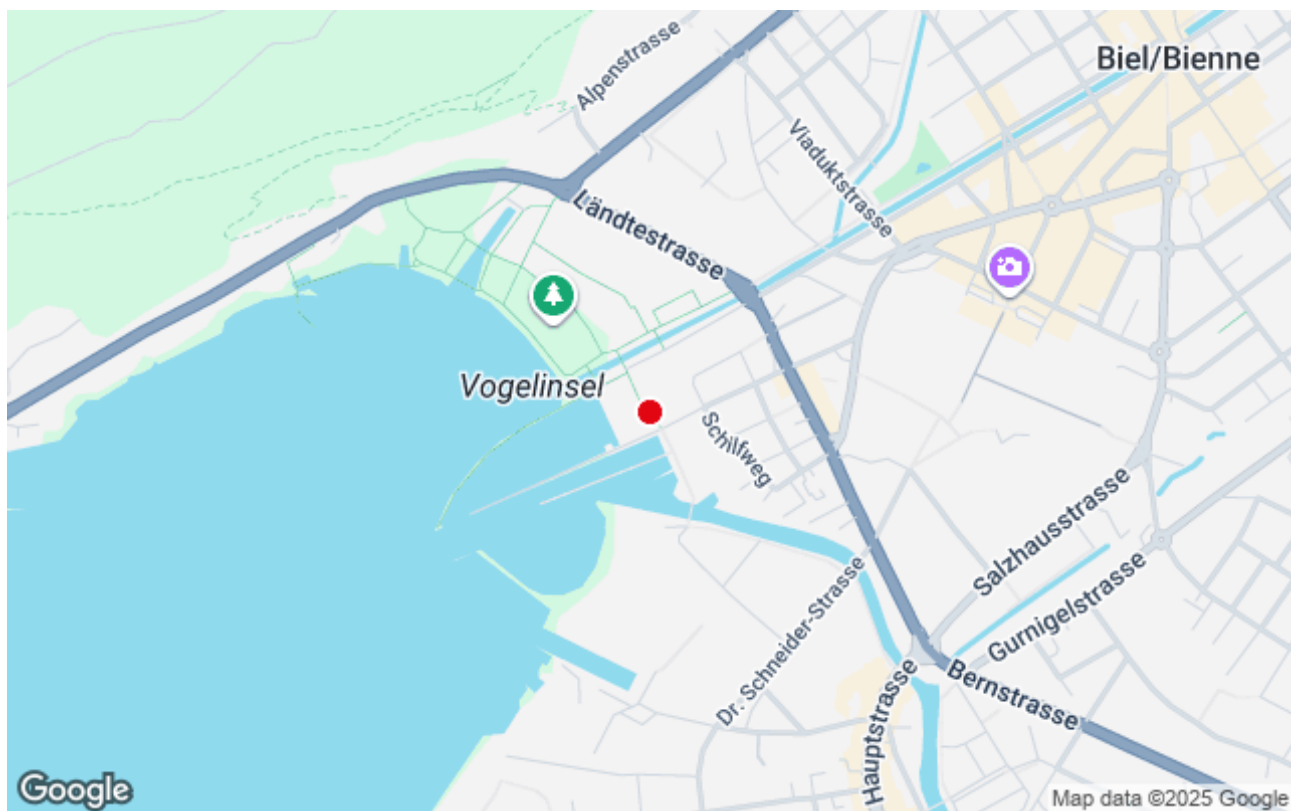 Alpenstrasse
Biel/Bienne
Viaduktstrasse
Ländtestrasse
Vogelinsel
Schilfweg
Salzhausstrasse
Gurnigelstrasse
Dr. Schneider-Strasse
Bernstrasse
Hauptstrasse
Google
Map data ©2025 Google